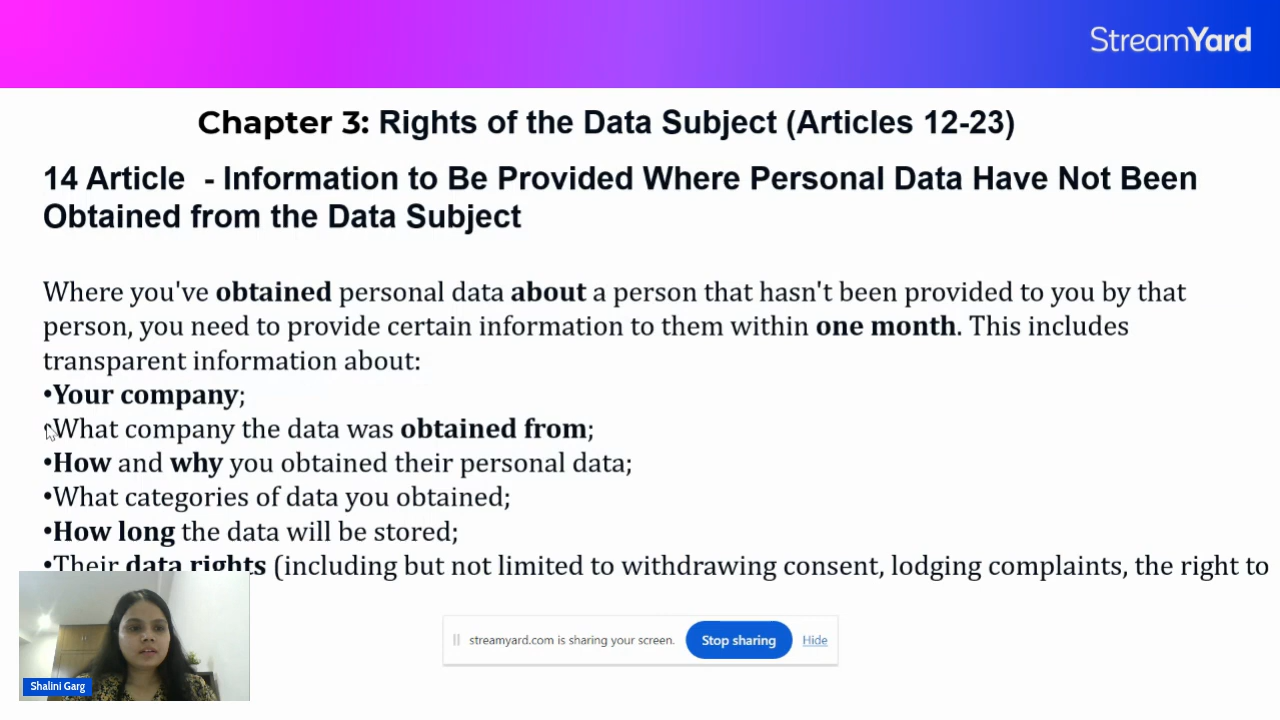 StreamYard
Chapter 3: Rights of the Data Subject (Articles 12-23)
14 Article - Information to Be Provided Where Personal Data Have Not Been
Obtained from the Data Subject
Where you've obtained personal data about a person that hasn't been provided to you by that
person, you need to provide certain information to them within one month. This includes
transparent information about:
•Your company;
•What company the data was obtained from;
•How and why you obtained their personal data;
•What categories of data you obtained;
•How long the data will be stored;
•Their data rights (including but not limited to withdrawing consent, lodging complaints, the right to
streamyard.com is sharing your screen. Stop sharing Hide
Shalini Garg